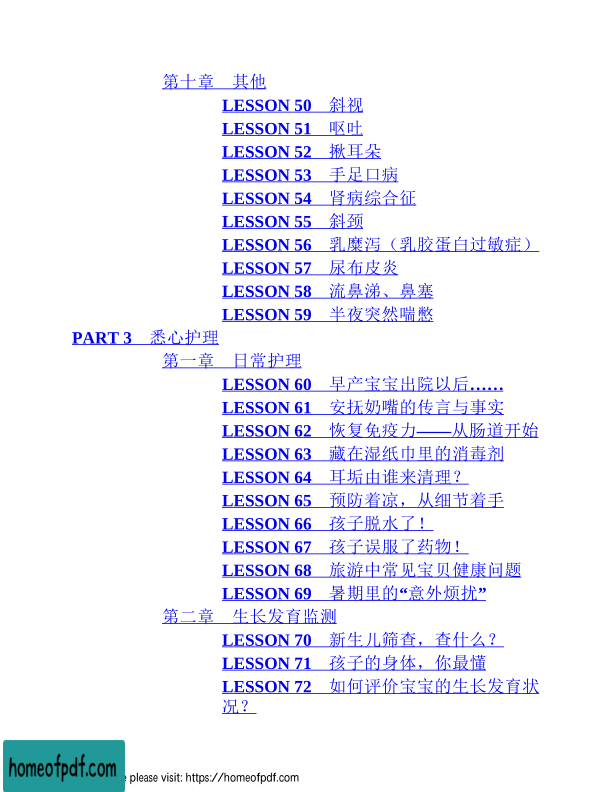 第十章　其他
LESSON 50　斜视
LESSON 51　呕吐
LESSON 52　揪耳朵
LESSON 53　手足口病
LESSON 54　肾病综合征
LESSON 55　斜颈
LESSON 56　乳糜泻（乳胶蛋白过敏症）
LESSON 57　尿布皮炎
LESSON 58　流鼻涕、鼻塞
LESSON 59　半夜突然喘憋
PART 3　悉心护理
第一章　日常护理
LESSON 60　早产宝宝出院以后……
LESSON 61　安抚奶嘴的传言与事实
LESSON 62　恢复免疫力——从肠道开始
LESSON 63　藏在湿纸巾里的消毒剂
LESSON 64　耳垢由谁来清理？
LESSON 65　预防着凉，从细节着手
LESSON 66　孩子脱水了！
LESSON 67　孩子误服了药物！
LESSON 68　旅游中常见宝贝健康问题
LESSON 69　暑期里的“意外烦扰”
第二章　生长发育监测
LESSON 70　新生儿筛查，查什么？
LESSON 71　孩子的身体，你最懂
LESSON 72　如何评价宝宝的生长发育状
况？
homeofpdf.com
e please visit: https://homeofpdf.com